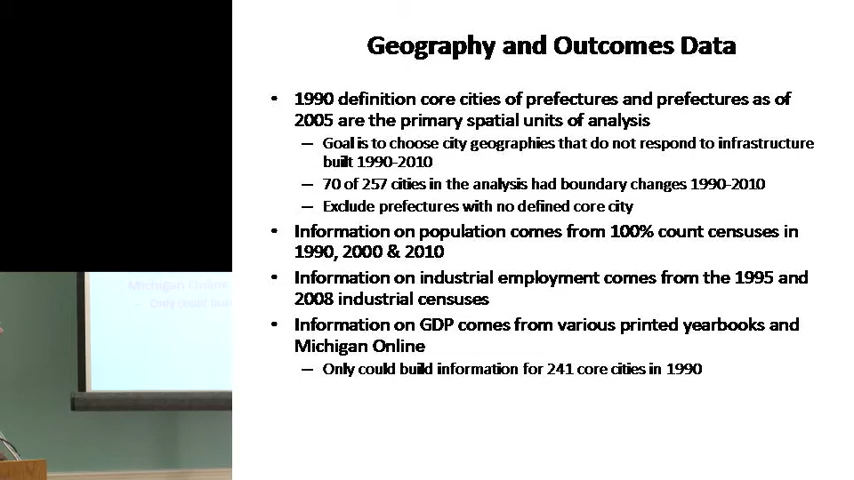 Geography and Outcomes Data
• 1990 definition core cities of prefectures and prefectures as of
2005 are the primary spatial units of analysis
– Goal is to choose city geographies that do not respond to infrastructure
built 1990-2010
– 70 of 257 cities in the analysis had boundary changes 1990-2010
– Exclude prefectures with no defined core city
• Information on population comes from 100% count censuses in
1990, 2000 & 2010
• Information on industrial employment comes from the 1995 and
2008 industrial censuses
• Information on GDP comes from various printed yearbooks and
Michigan Online
– Only could build information for 241 core cities in 1990
Michigan Online
– Only could build